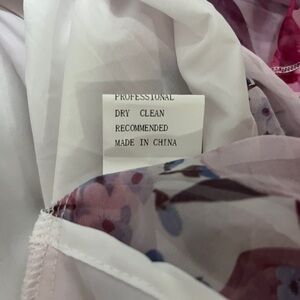 PROFESSIONAL
DRY CLEAN
RECOMMENDED
MADE IN CHINA